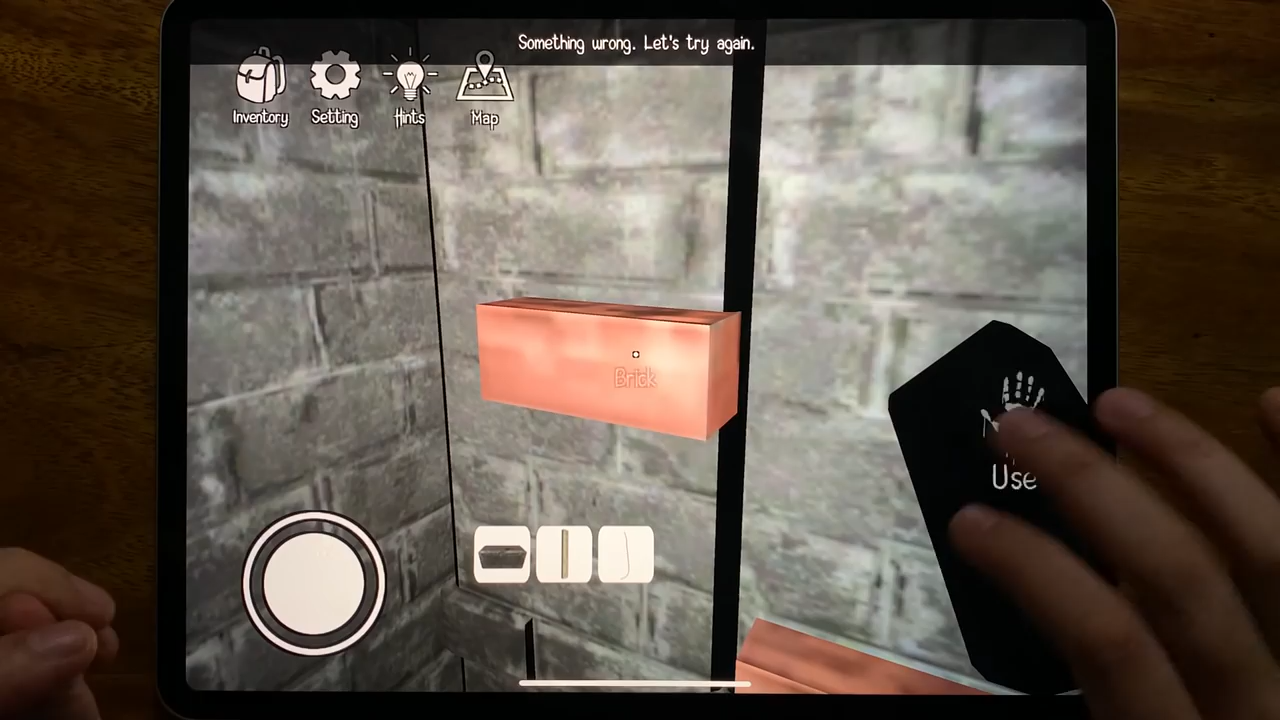 Something wrong. Let's try again.
Inventory
Setting
Hints
Map
Brick
Use